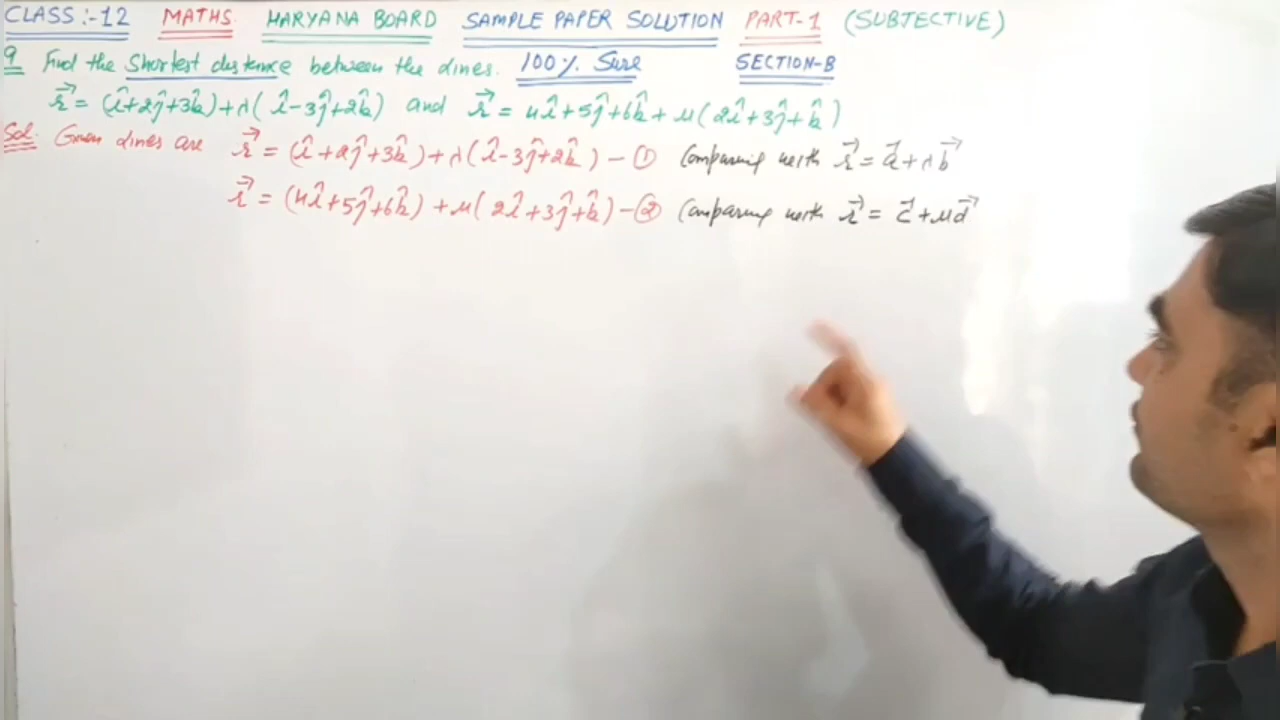 CLASS :- 12 MATHS HARYANA BOARD SAMPLE PAPER SOLUTION PART-1 (SUBJECTIVE)
Q Find the Shortest distance between the lines. 100% Sure SECTION-B
r⃗ = (î+2ĵ+3k̂)+λ(î-3ĵ+2k̂) and r⃗ = 4î+5ĵ+6k̂+μ(2î+3ĵ+k̂)
Sol. Given lines are r⃗ = (î+2ĵ+3k̂)+λ(î-3ĵ+2k̂) - ① Comparing with r⃗ = a⃗+λb⃗
r⃗ = (4î+5ĵ+6k̂)+μ(2î+3ĵ+k̂) - ② Comparing with r⃗ = c⃗+μd⃗